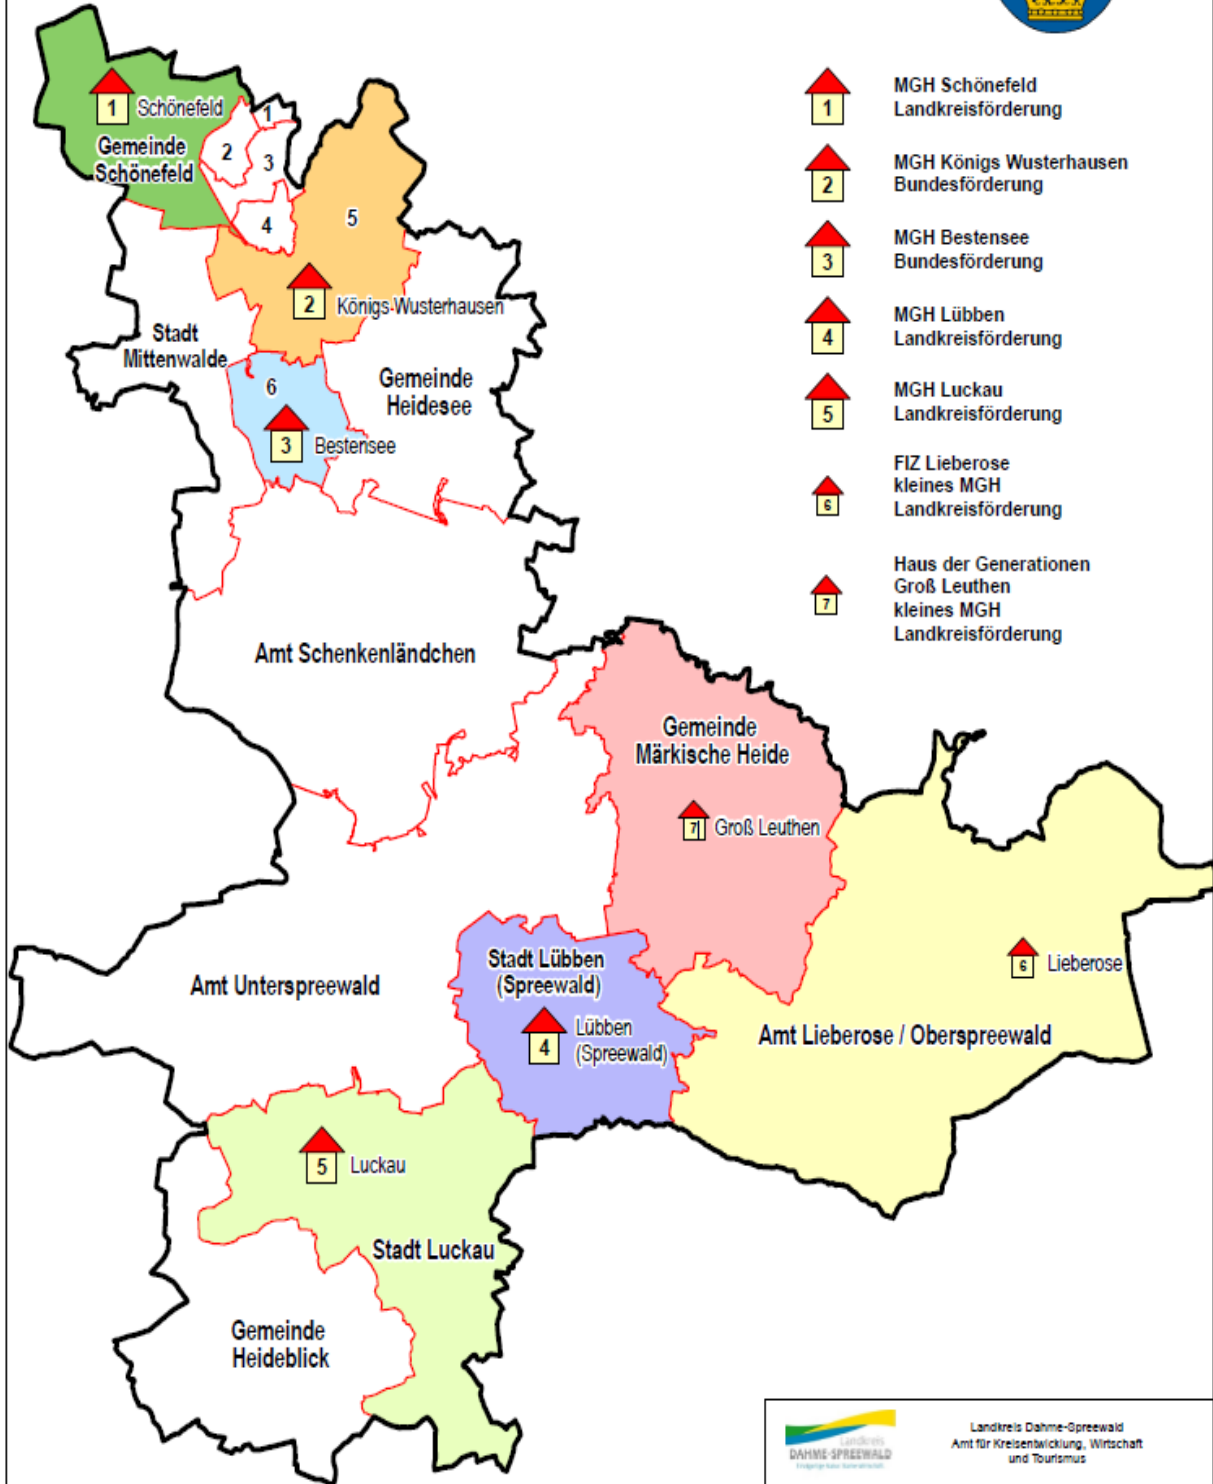 MGH Schönefeld
Landkreisförderung
1
MGH Königs Wusterhausen
Bundesförderung
2
MGH Bestensee
Bundesförderung
3
MGH Lübben
Landkreisförderung
4
MGH Luckau
Landkreisförderung
5
FIZ Lieberose
kleines MGH
Landkreisförderung
6
Haus der Generationen
Groß Leuthen
kleines MGH
Landkreisförderung
7
1 Schönefeld
Gemeinde
Schönefeld
1
2
3
4
5
2 Königs Wusterhausen
Stadt
Mittenwalde
6
Gemeinde
Heidesee
3 Bestensee
Amt Schenkenländchen
Gemeinde
Märkische Heide
7 Groß Leuthen
Stadt Lübben
(Spreewald)
6 Lieberose
Amt Unterspreewald
4 Lübben
(Spreewald)
Amt Lieberose / Oberspreewald
5 Luckau
Stadt Luckau
Gemeinde
Heideblick
Landkreis
DAHME-SPREEWALD
Landkreis Dahme-Spreewald
Amt für Kreisentwicklung, Wirtschaft
und Tourismus